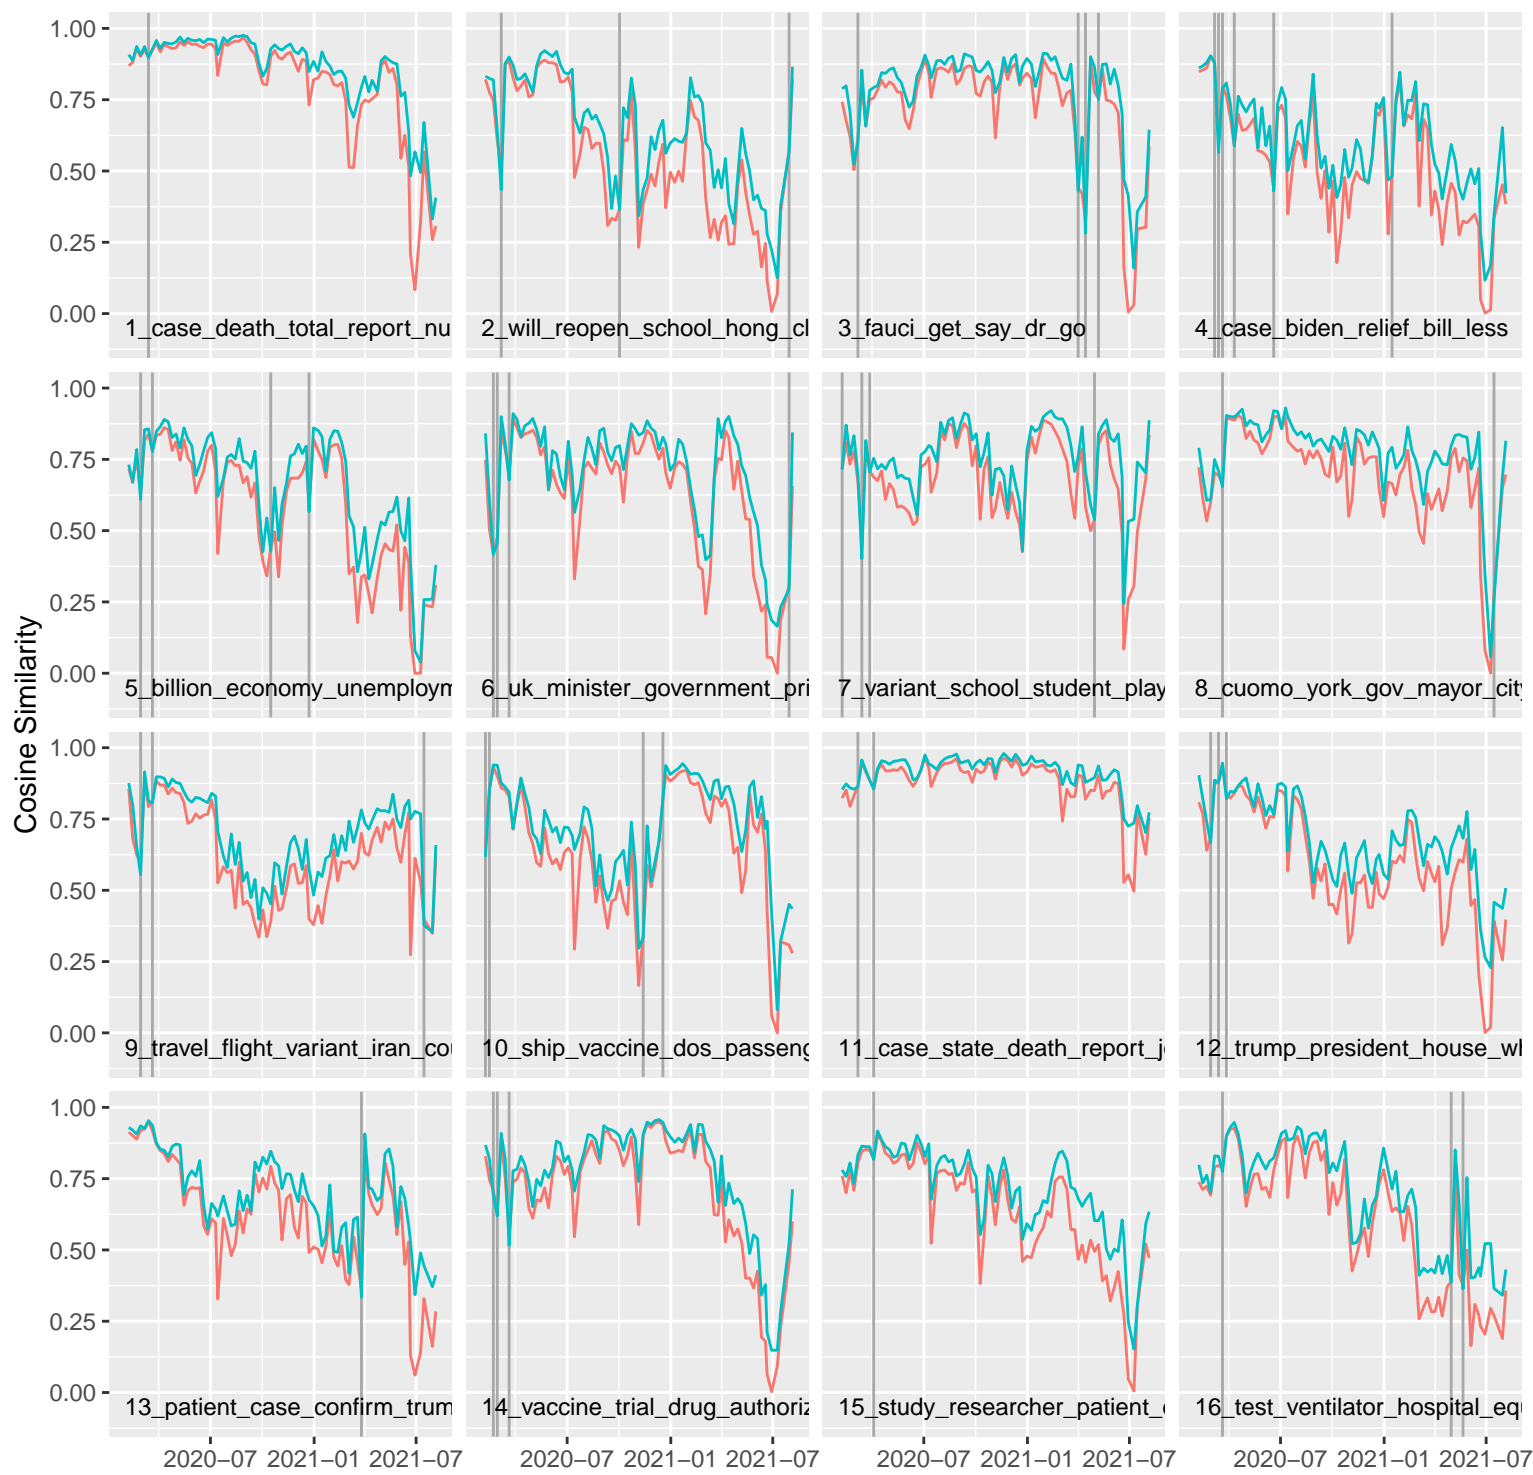 1.00
0.75
0.50
0.25
0.00
1_case_death_total_report_nu
2_will_reopen_school_hong_cl
3_fauci_get_say_dr_go
4_case_biden_relief_bill_less
1.00
0.75
0.50
0.25
0.00
5_billion_economy_unemploym
6_uk_minister_government_pri
7_variant_school_student_play
8_cuomo_york_gov_mayor_city
Cosine Similarity
1.00
0.75
0.50
0.25
0.00
9_travel_flight_variant_iran_cou
10_ship_vaccine_dos_passeng
11_case_state_death_report_j
12_trump_president_house_wh
1.00
0.75
0.50
0.25
0.00
13_patient_case_confirm_trum
14_vaccine_trial_drug_authoriz
15_study_researcher_patient_
16_test_ventilator_hospital_equ
2020−07 2021−01 2021−07 2020−07 2021−01 2021−07 2020−07 2021−01 2021−07 2020−07 2021−01 2021−07